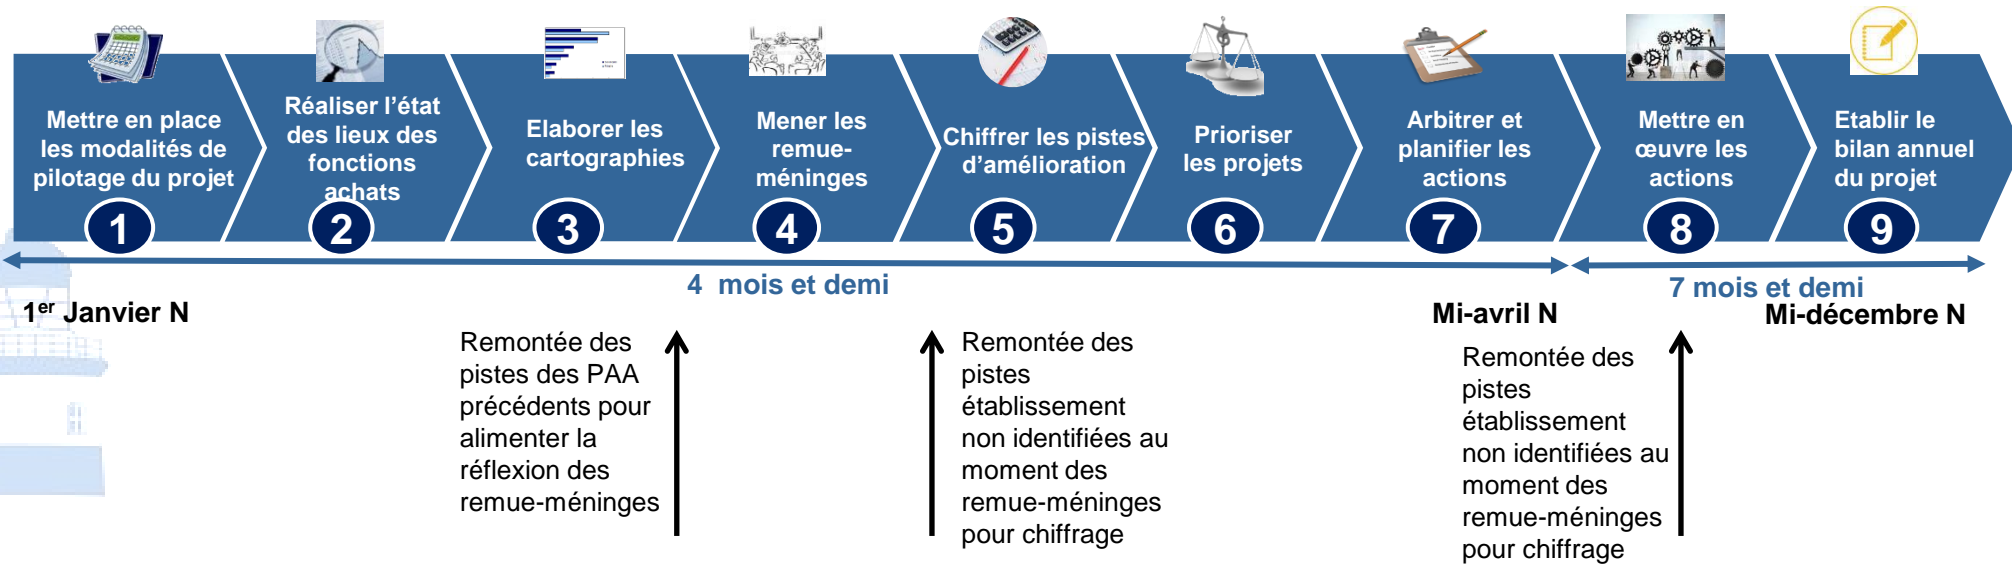 Mettre en place
les modalités de
pilotage du projet
1
Réaliser l’état
des lieux des
fonctions
achats
2
Elaborer les
cartographies
3
Mener les
remue-
méninges
4
Chiffrer les pistes
d’amélioration
5
Prioriser
les projets
6
Arbitrer et
planifier les
actions
7
Mettre en
œuvre les
actions
8
Etablir le
bilan annuel
du projet
9
4 mois et demi
7 mois et demi
1er Janvier N
Mi-avril N
Mi-décembre N
Remontée des
pistes des PAA
précédents pour
alimenter la
réflexion des
remue-méninges
Remontée des
pistes
établissement
non identifiées au
moment des
remue-méninges
pour chiffrage
Remontée des
pistes
établissement
non identifiées au
moment des
remue-méninges
pour chiffrage